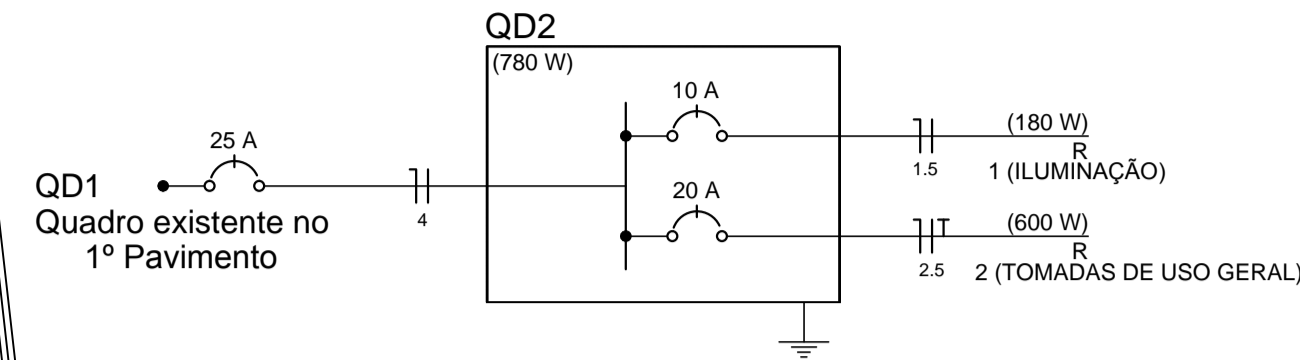 QD2
(780 W)
10 A
25 A
(180 W)
R
1.5
1 (ILUMINAÇÃO)
QD1
20 A
4
Quadro existente no
1º Pavimento
(600 W)
R
2.5
2 (TOMADAS DE USO GERAL)